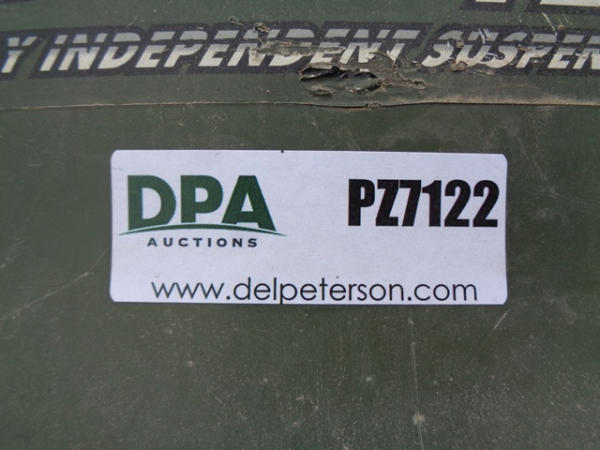 Y INDEPENDENT SUSPEN
DPA
AUCTIONS
PZ7122
www.delpeterson.com